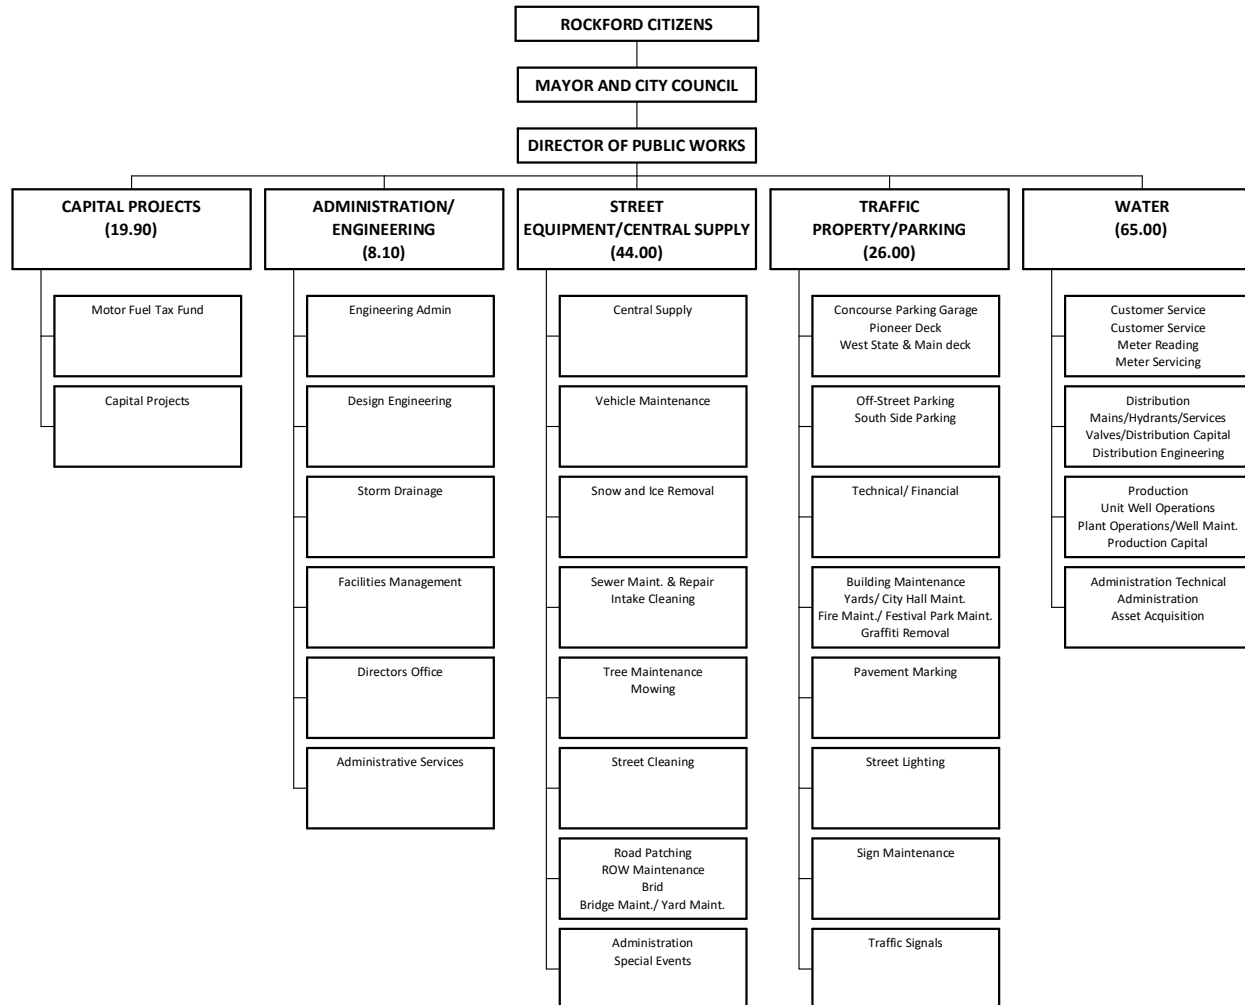 ROCKFORD CITIZENS
MAYOR AND CITY COUNCIL
DIRECTOR OF PUBLIC WORKS
CAPITAL PROJECTS
(19.90)
Motor Fuel Tax Fund
Capital Projects
ADMINISTRATION/
ENGINEERING
(8.10)
Engineering Admin
Design Engineering
Storm Drainage
Facilities Management
Directors Office
Administrative Services
STREET
EQUIPMENT/CENTRAL SUPPLY
(44.00)
Central Supply
Vehicle Maintenance
Snow and Ice Removal
Sewer Maint. & Repair
Intake Cleaning
Tree Maintenance
Mowing
Street Cleaning
Road Patching
ROW Maintenance
Brid
Bridge Maint./ Yard Maint.
Administration
Special Events
TRAFFIC
PROPERTY/PARKING
(26.00)
Concourse Parking Garage
Pioneer Deck
West State & Main deck
Off-Street Parking
South Side Parking
Technical/ Financial
Building Maintenance
Yards/ City Hall Maint.
Fire Maint./ Festival Park Maint.
Graffiti Removal
Pavement Marking
Street Lighting
Sign Maintenance
Traffic Signals
WATER
(65.00)
Customer Service
Customer Service
Meter Reading
Meter Servicing
Distribution
Mains/Hydrants/Services
Valves/Distribution Capital
Distribution Engineering
Production
Unit Well Operations
Plant Operations/Well Maint.
Production Capital
Administration Technical
Administration
Asset Acquisition